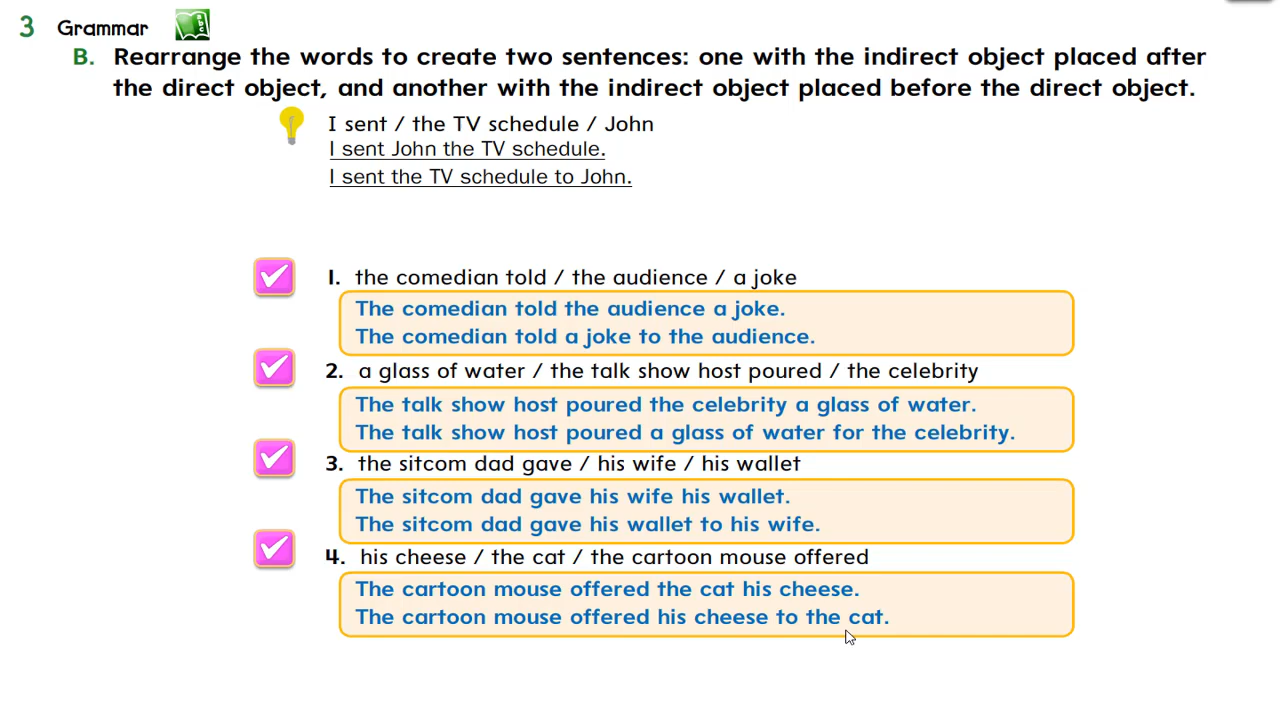 3 Grammar
B. Rearrange the words to create two sentences: one with the indirect object placed after
the direct object, and another with the indirect object placed before the direct object.
I sent / the TV schedule / John
I sent John the TV schedule.
I sent the TV schedule to John.
1. the comedian told / the audience / a joke
The comedian told the audience a joke.
The comedian told a joke to the audience.
2. a glass of water / the talk show host poured / the celebrity
The talk show host poured the celebrity a glass of water.
The talk show host poured a glass of water for the celebrity.
3. the sitcom dad gave / his wife / his wallet
The sitcom dad gave his wife his wallet.
The sitcom dad gave his wallet to his wife.
4. his cheese / the cat / the cartoon mouse offered
The cartoon mouse offered the cat his cheese.
The cartoon mouse offered his cheese to the cat.